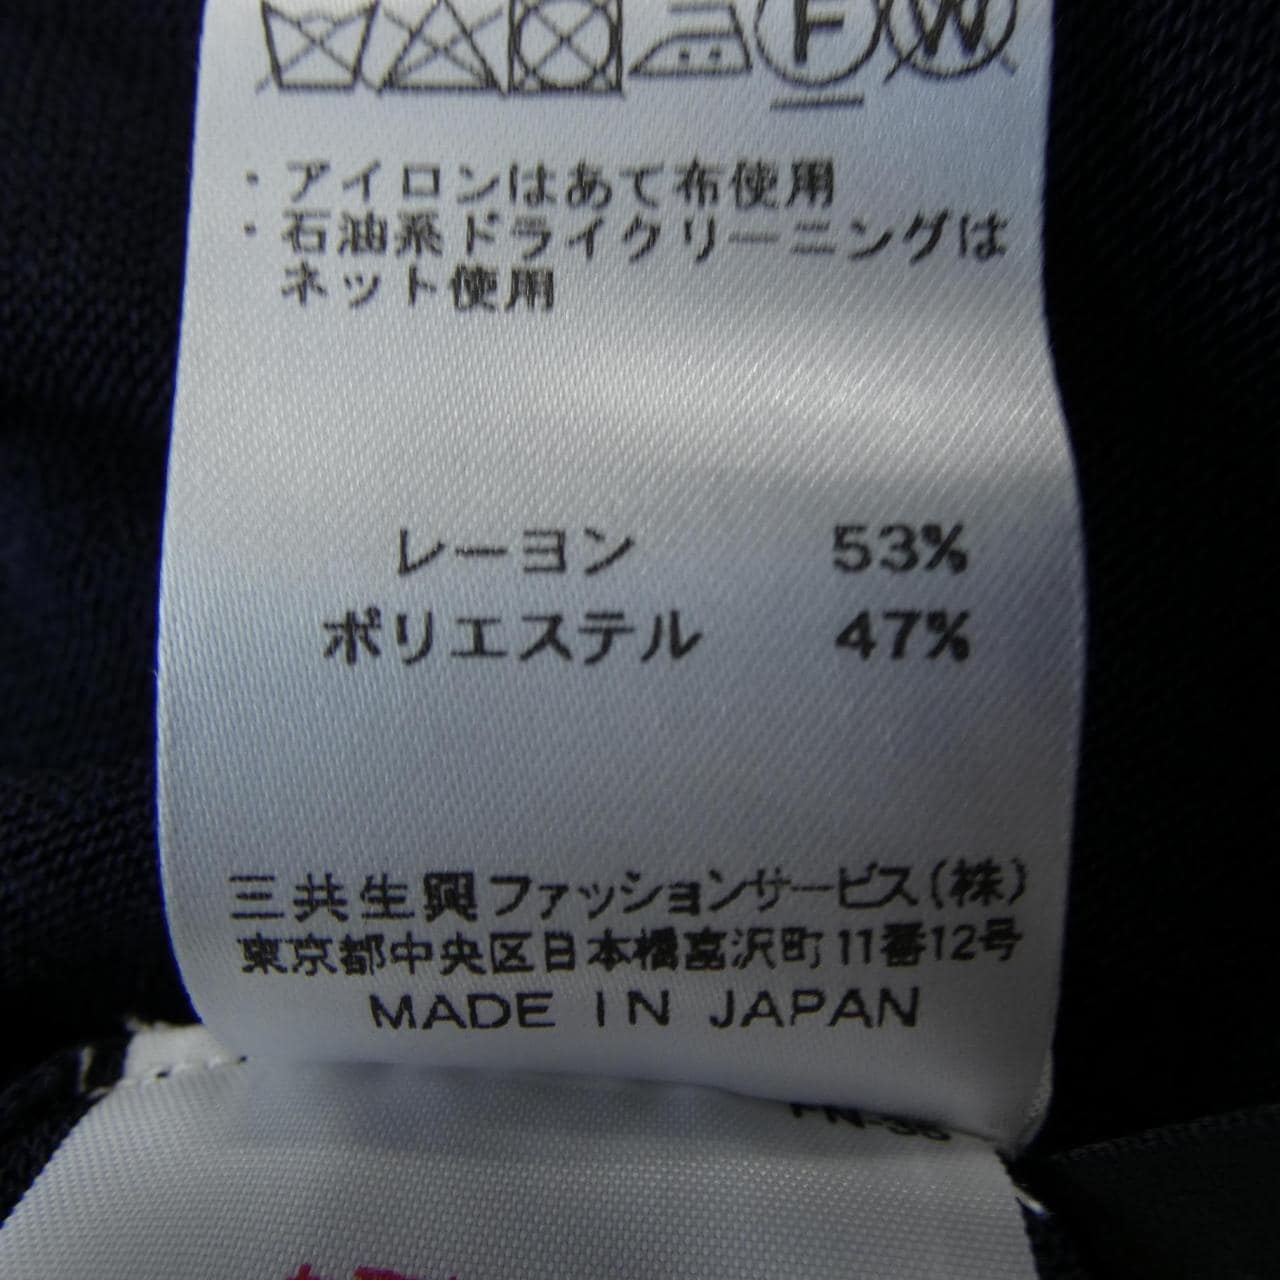 F W
・アイロンはあて布使用
・石油系ドライクリーニングは
ネット使用
レーヨン 53%
ポリエステル 47%
三共生興ファッションサービス(株)
東京都中央区日本橋富沢町11番12号
MADE IN JAPAN